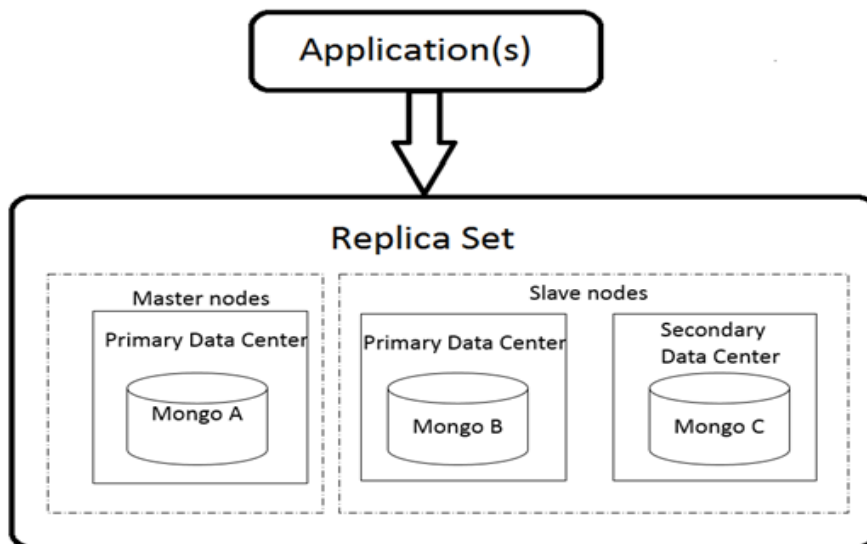 Application(s)
Replica Set
Master nodes
Primary Data Center
Mongo A
Slave nodes
Primary Data Center
Mongo B
Secondary
Data Center
Mongo C